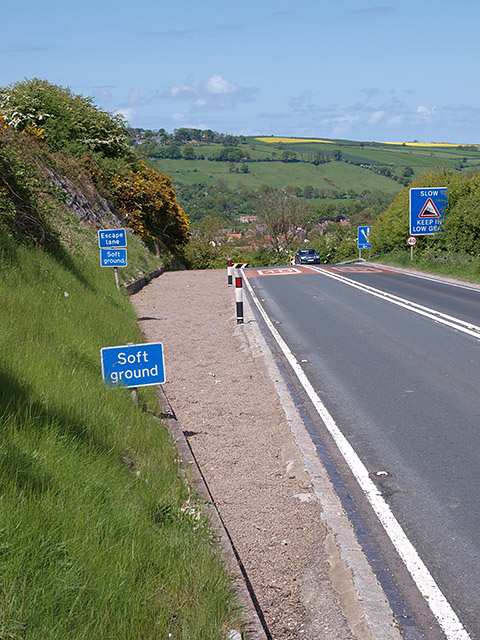 Escape
lane
Soft
ground
Soft
ground
SLOW
KEEP IN
LOW GEAR